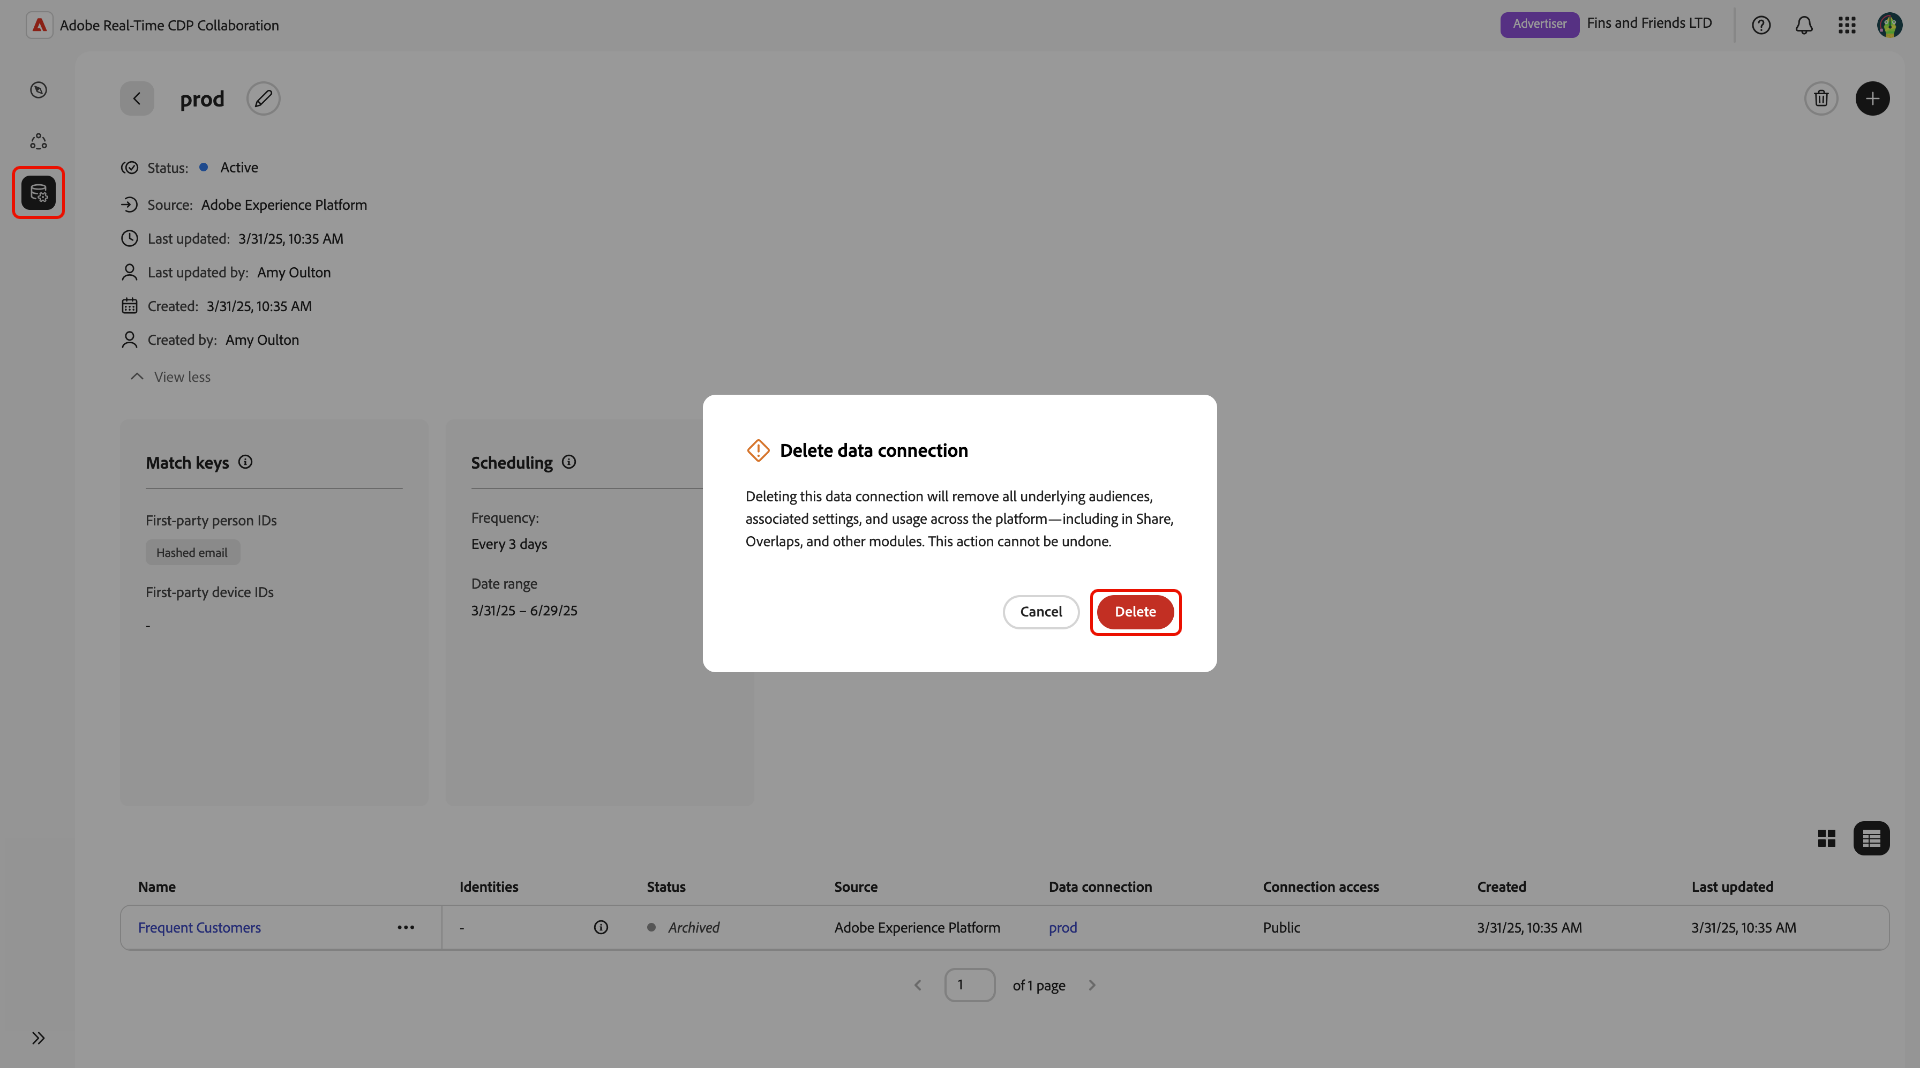 Adobe Real-Time CDP Collaboration
Advertiser
Fins and Friends LTD
prod
Status: Active
Source: Adobe Experience Platform
Last updated: 3/31/25, 10:35 AM
Last updated by: Amy Oulton
Created: 3/31/25, 10:35 AM
Created by: Amy Oulton
View less
Match keys
First-party person IDs
Hashed email
First-party device IDs
-
Scheduling
Frequency:
Every 3 days
Date range
3/31/25 – 6/29/25
Delete data connection
Deleting this data connection will remove all underlying audiences,
associated settings, and usage across the platform—including in Share,
Overlaps, and other modules. This action cannot be undone.
Cancel
Delete
Name Identities Status Source Data connection Connection access Created Last updated
Frequent Customers - Archived Adobe Experience Platform prod Public 3/31/25, 10:35 AM 3/31/25, 10:35 AM
1 of 1 page